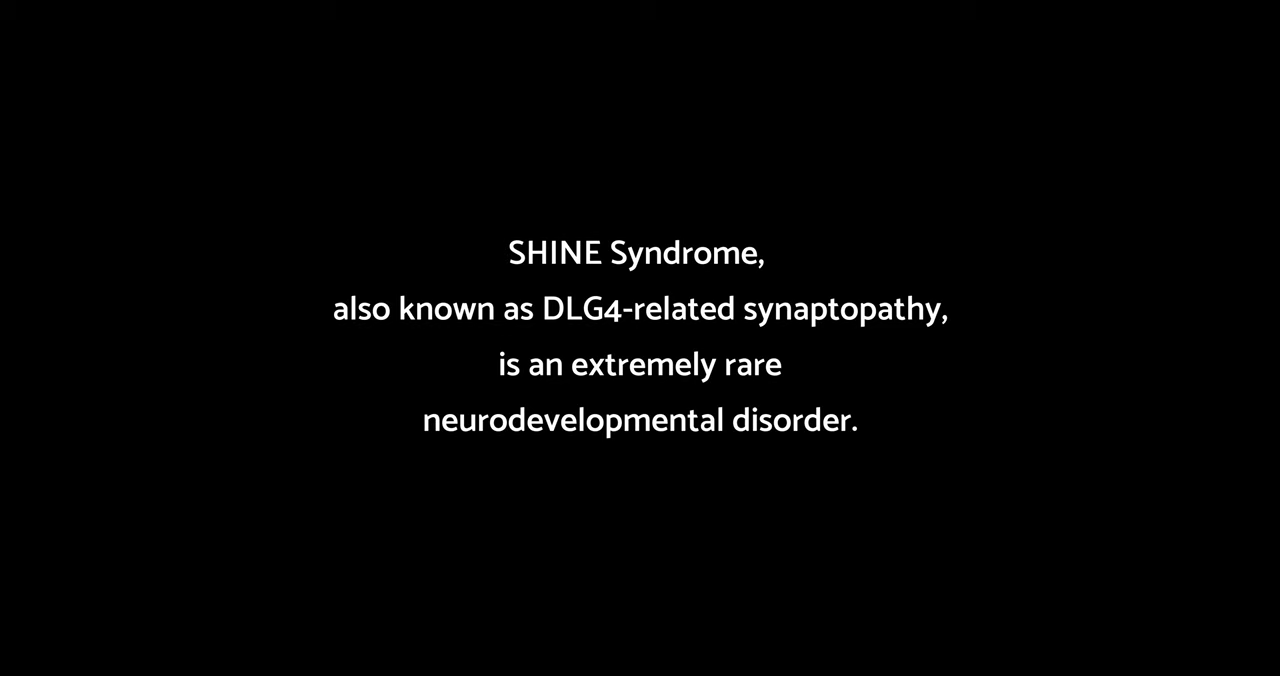 SHINE Syndrome,
also known as DLG4-related synaptopathy,
is an extremely rare
neurodevelopmental disorder.